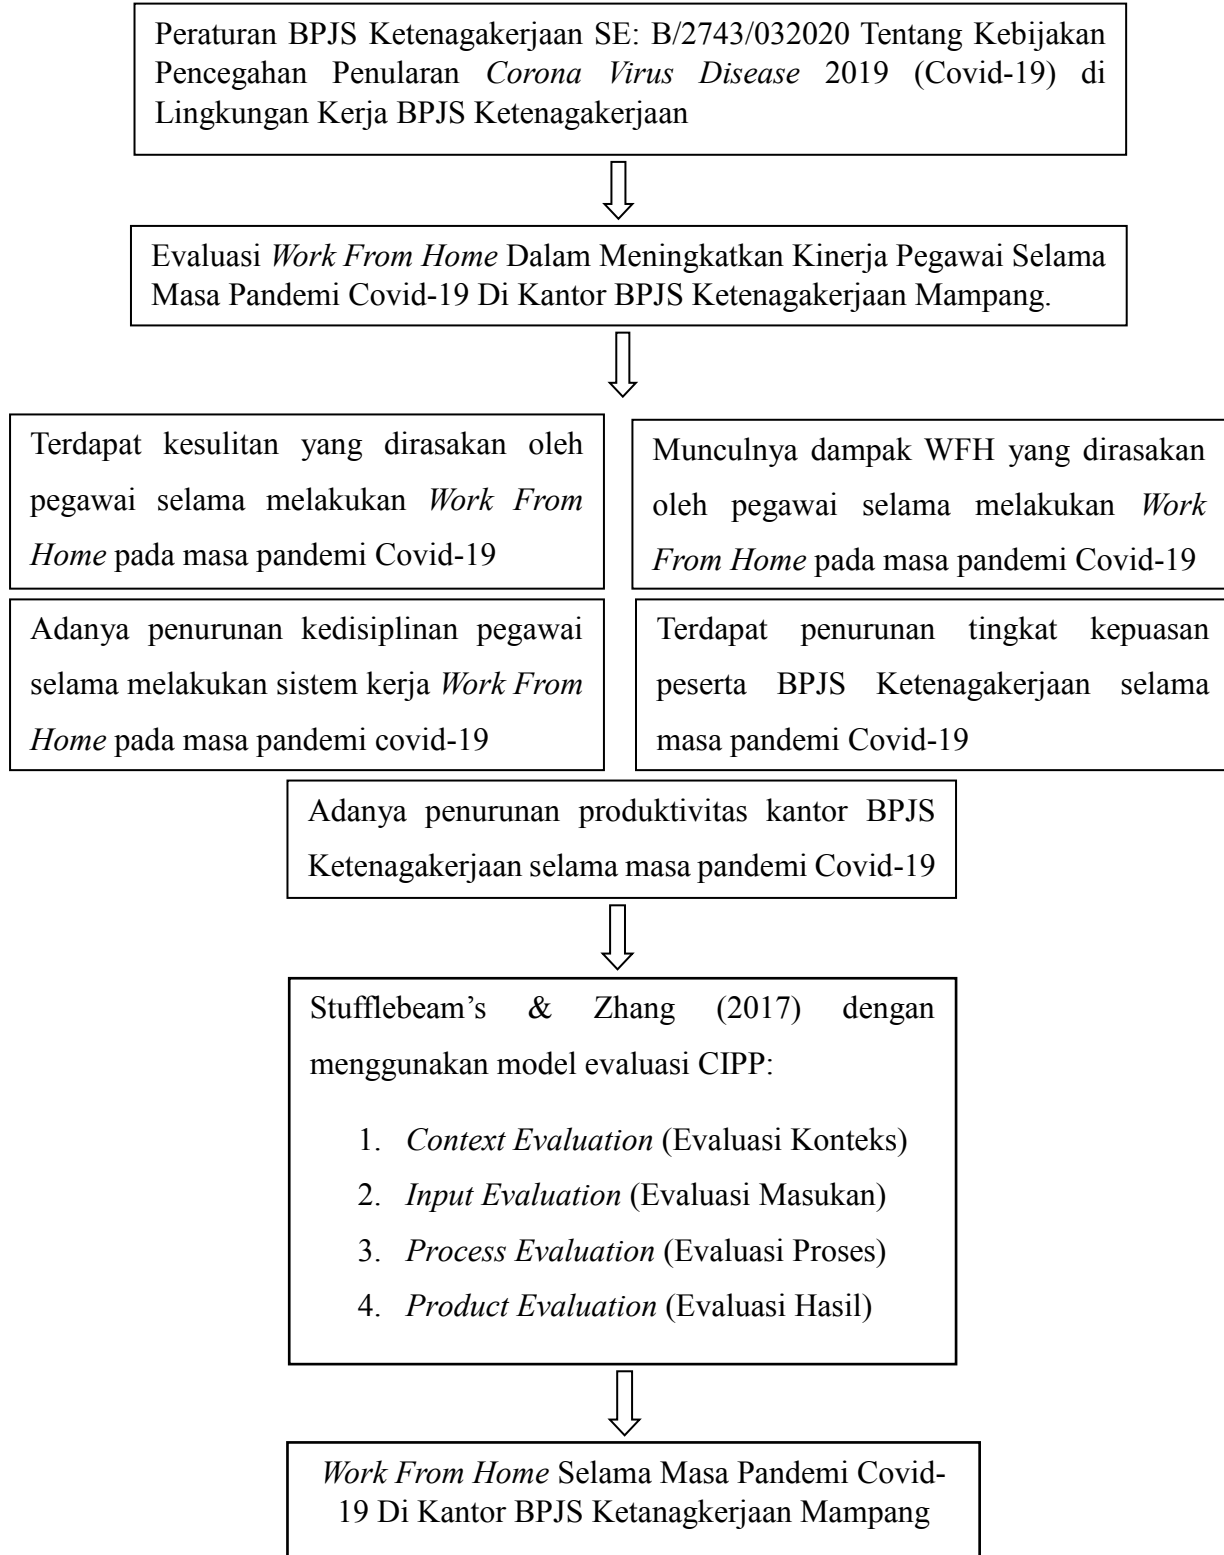 Peraturan BPJS Ketenagakerjaan SE: B/2743/032020 Tentang Kebijakan
Pencegahan Penularan Corona Virus Disease 2019 (Covid-19) di
Lingkungan Kerja BPJS Ketenagakerjaan
Evaluasi Work From Home Dalam Meningkatkan Kinerja Pegawai Selama
Masa Pandemi Covid-19 Di Kantor BPJS Ketenagakerjaan Mampang.
Terdapat kesulitan yang dirasakan oleh
pegawai selama melakukan Work From
Home pada masa pandemi Covid-19
Munculnya dampak WFH yang dirasakan
oleh pegawai selama melakukan Work
From Home pada masa pandemi Covid-19
Adanya penurunan kedisiplinan pegawai
selama melakukan sistem kerja Work From
Home pada masa pandemi covid-19
Terdapat penurunan tingkat kepuasan
peserta BPJS Ketenagakerjaan selama
masa pandemi Covid-19
Adanya penurunan produktivitas kantor BPJS
Ketenagakerjaan selama masa pandemi Covid-19
Stufflebeam’s & Zhang (2017) dengan
menggunakan model evaluasi CIPP:
1. Context Evaluation (Evaluasi Konteks)
2. Input Evaluation (Evaluasi Masukan)
3. Process Evaluation (Evaluasi Proses)
4. Product Evaluation (Evaluasi Hasil)
Work From Home Selama Masa Pandemi Covid-
19 Di Kantor BPJS Ketanagkerjaan Mampang